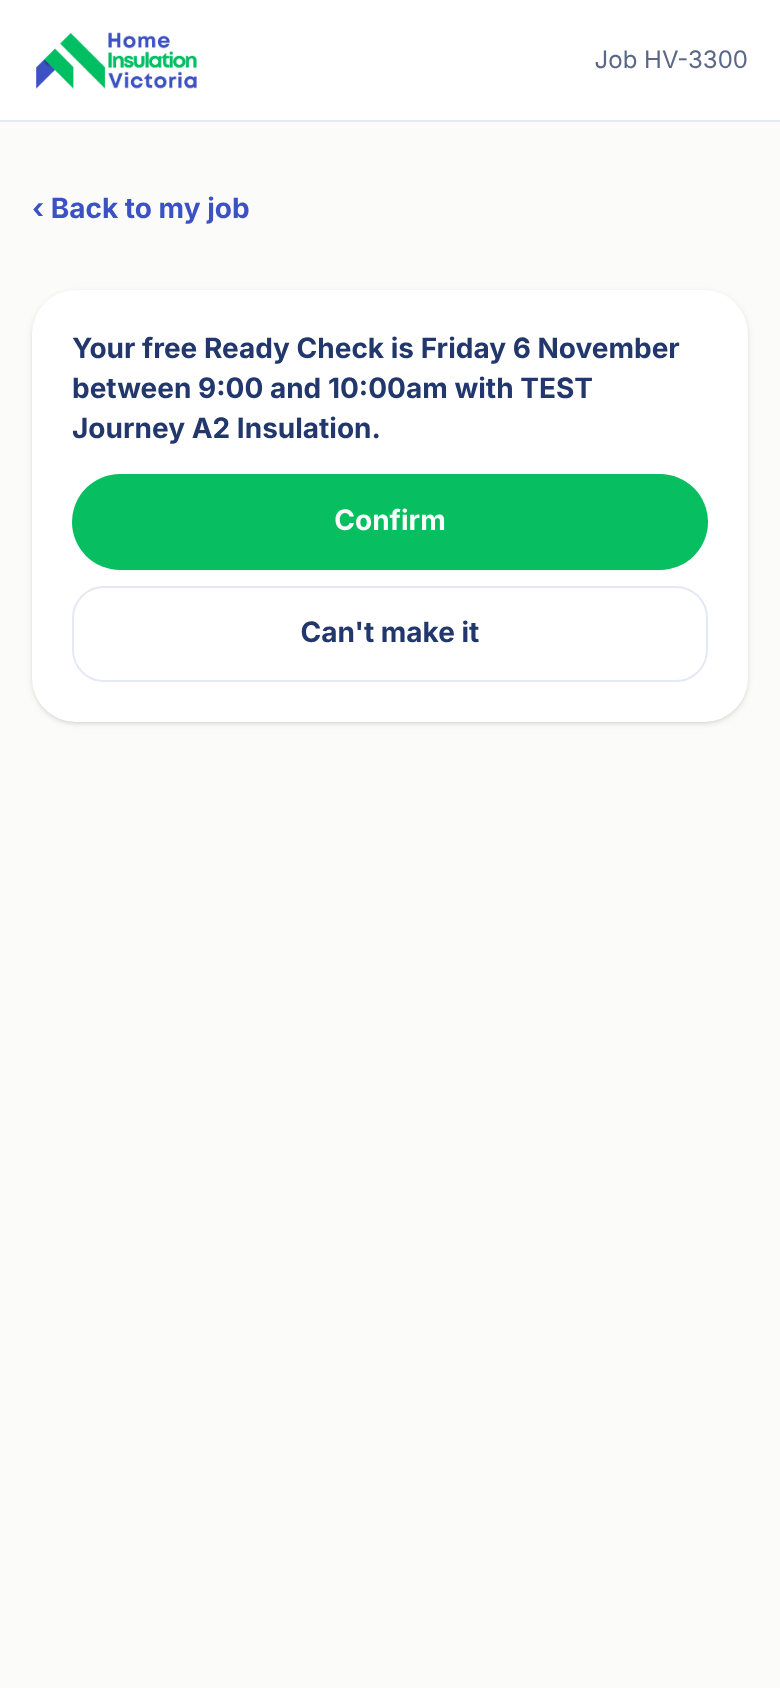 Home
Insulation
Victoria
Job HV-3300
‹ Back to my job
Your free Ready Check is Friday 6 November
between 9:00 and 10:00am with TEST
Journey A2 Insulation.
Confirm
Can't make it